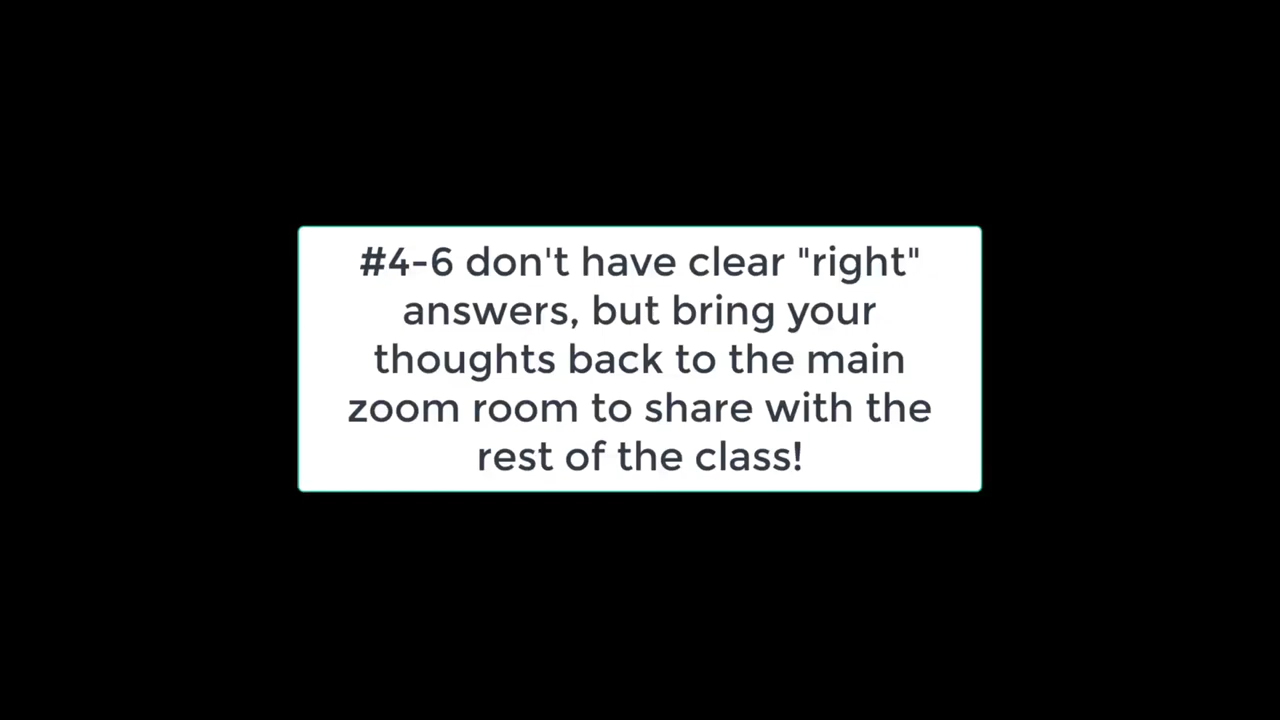 #4-6 don't have clear "right"
answers, but bring your
thoughts back to the main
zoom room to share with the
rest of the class!